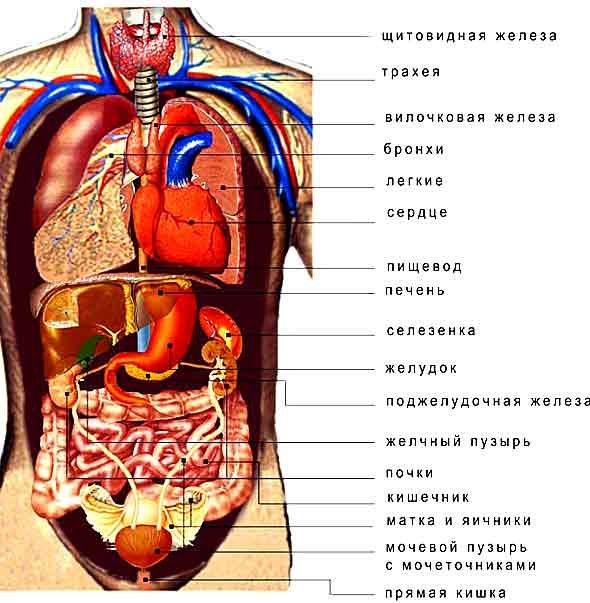 щитовидная железа
трахея
вилочковая железа
бронхи
легкие
сердце
пищевод
печень
селезенка
желудок
поджелудочная железа
желчный пузырь
почки
кишечник
матка и яичники
мочевой пузырь
с мочеточниками
прямая кишка